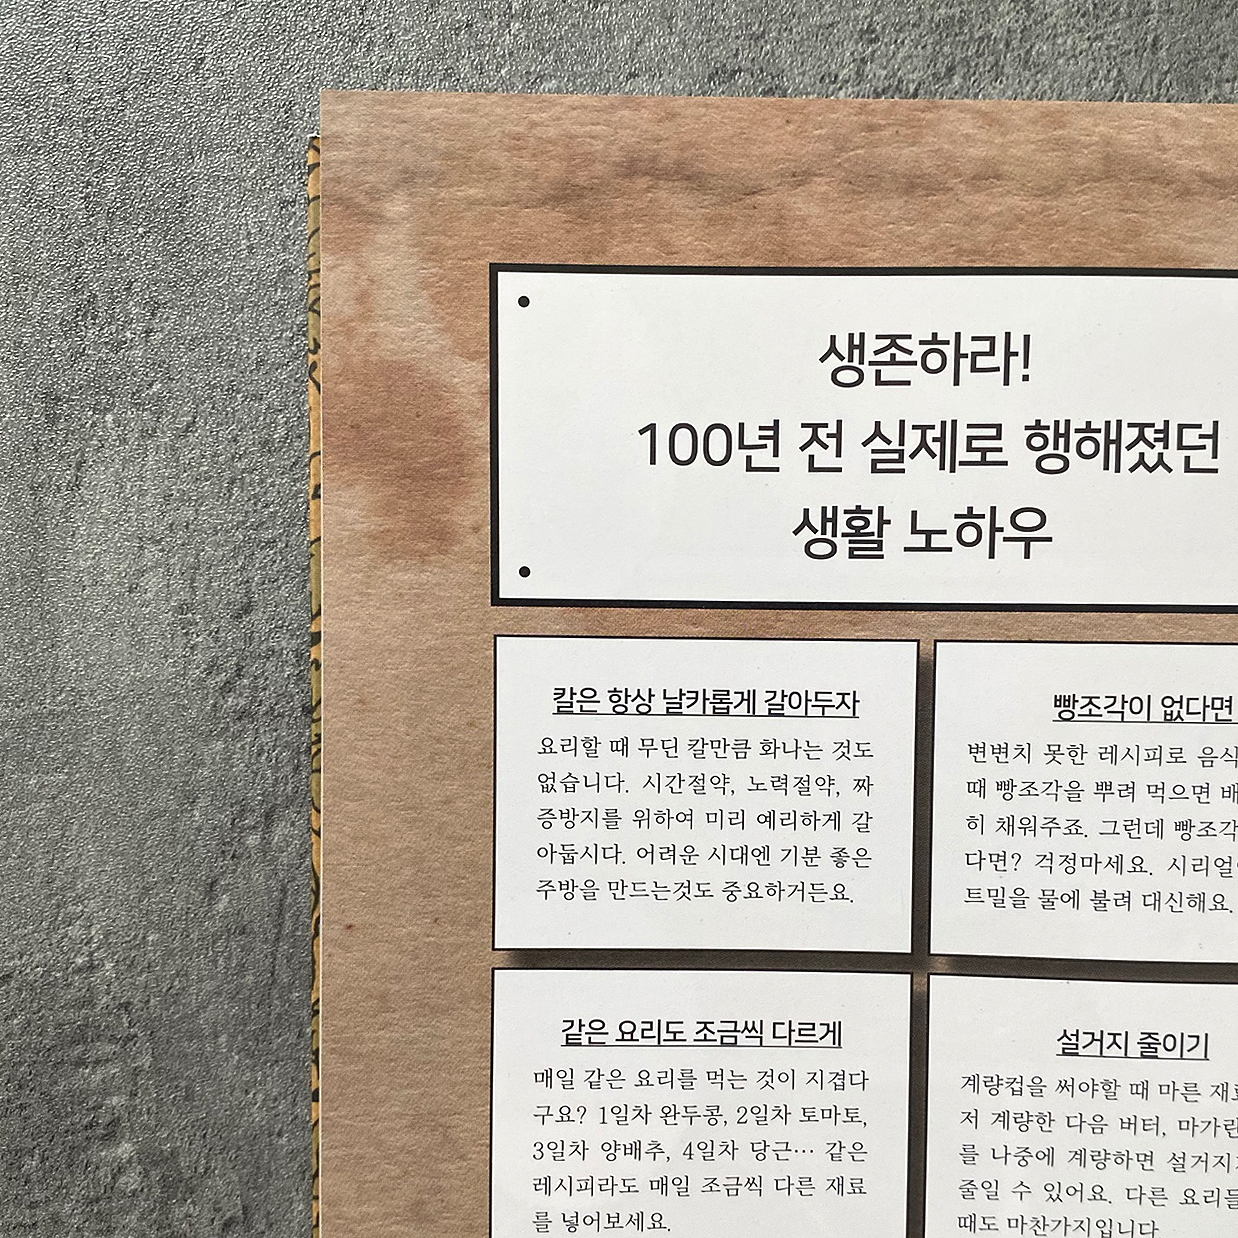 생존하라!
100년 전 실제로 행해졌던
생활 노하우
칼은 항상 날카롭게 갈아두자
요리할 때 무딘 칼만큼 화나는 것도
없습니다. 시간절약, 노력절약, 짜
증방지를 위하여 미리 예리하게 갈
아둡시다. 어려운 시대엔 기분 좋은
주방을 만드는것도 중요하거든요.
빵조각이 없다면
변변치 못한 레시피로 음식
때 빵조각을 뿌려 먹으면 배
히 채워주죠. 그런데 빵조각
다면? 걱정마세요. 시리얼
트밀을 물에 불려 대신해요.
같은 요리도 조금씩 다르게
매일 같은 요리를 먹는 것이 지겹다
구요? 1일차 완두콩, 2일차 토마토,
3일차 양배추, 4일차 당근… 같은
레시피라도 매일 조금씩 다른 재료
를 넣어보세요.
설거지 줄이기
계량컵을 써야할 때 마른
저 계량한 다음 버터,
를 나중에 계량하면
줄일 수 있어요. 다른
때도 마찬가지입니다